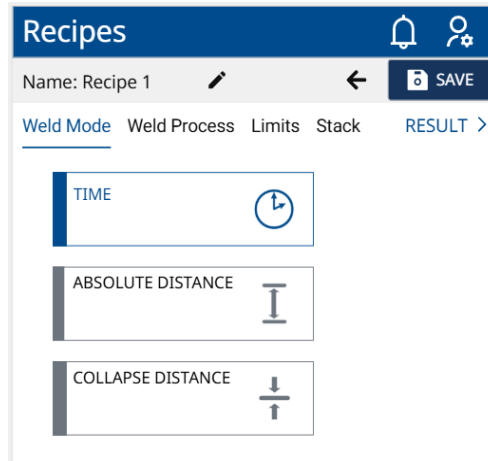 Recipes
Name: Recipe 1
SAVE
Weld Mode Weld Process Limits Stack RESULT
TIME
ABSOLUTE DISTANCE
COLLAPSE DISTANCE